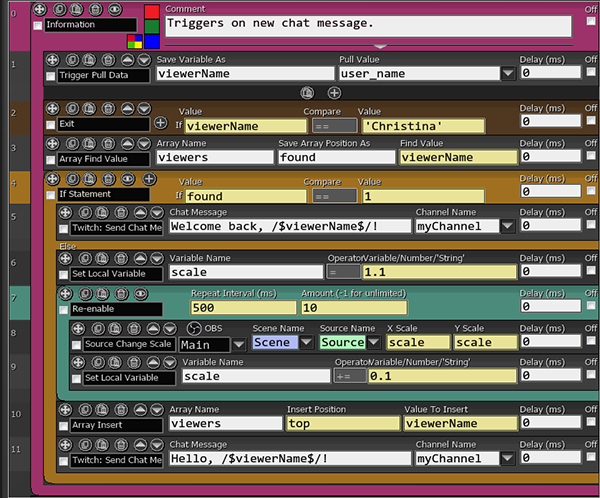 0 Comment Off
Information Triggers on new chat message.
1 Save Variable As Pull Value Delay (ms) Off
Trigger Pull Data viewerName user_name 0
2 Value Compare Value Delay (ms) Off
Exit If viewerName == 'Christina' 0
3 Array Name Save Array Position As Find Value Delay (ms) Off
Array Find Value viewers found viewerName 0
4 Value Compare Value Delay (ms) Off
If Statement If found == 1 0
5 Chat Message Channel Name Delay (ms) Off
Twitch: Send Chat Me Welcome back, /$viewerName$/! myChannel 0
Else
6 Variable Name Operator Variable/Number/'String' Delay (ms) Off
Set Local Variable scale = 1.1 0
7 Repeat Interval (ms) Amount (-1 for unlimited) Delay (ms) Off
Re-enable 500 10 0
8 OBS Scene Name Source Name X Scale Y Scale Delay (ms) Off
Source Change Scale Main Scene Source scale scale 0
9 Variable Name Operator Variable/Number/'String' Delay (ms) Off
Set Local Variable scale += 0.1 0
10 Array Name Insert Position Value To Insert Delay (ms) Off
Array Insert viewers top viewerName 0
11 Chat Message Channel Name Delay (ms) Off
Twitch: Send Chat Me Hello, /$viewerName$/! myChannel 0